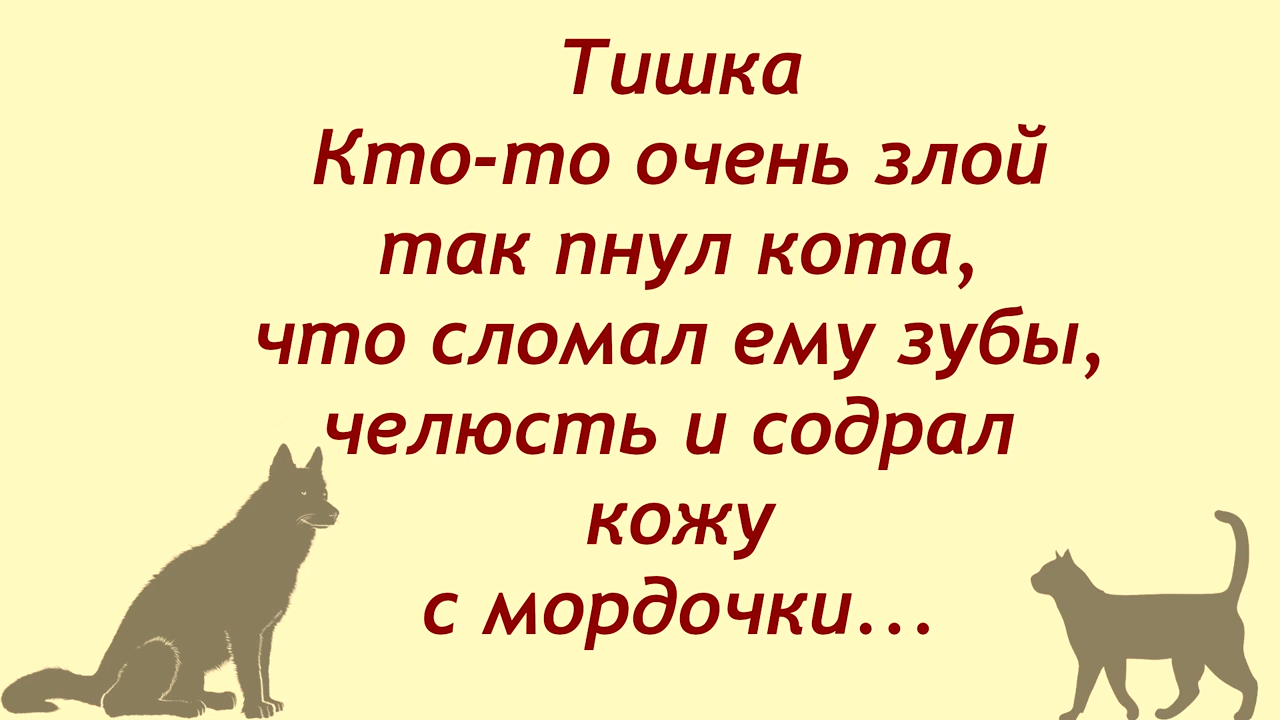 Тишка
Кто-то очень злой
так пнул кота,
что сломал ему зубы,
челюсть и содрал
кожу
с мордочки...